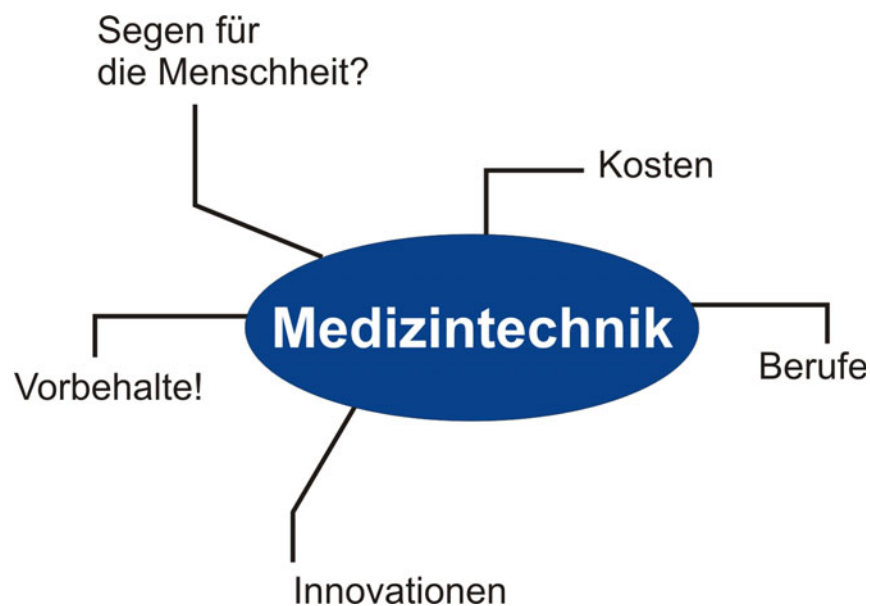 Segen für
die Menschheit?
Kosten
Medizintechnik
Berufe
Vorbehalte!
Innovationen